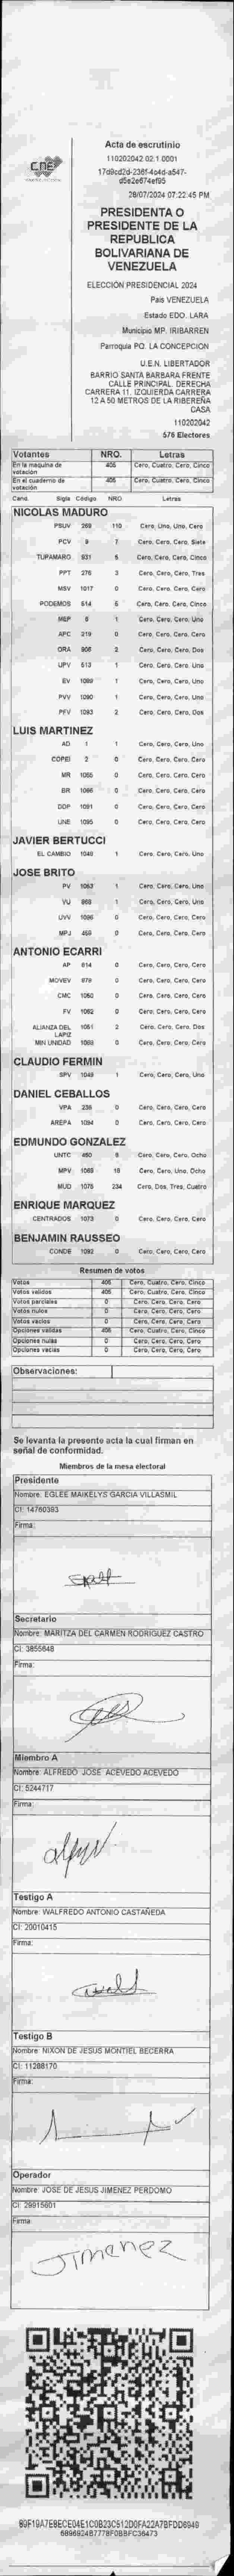 CNE
Acta de escrutinio
110202042.02.1.0001
28/07/2024 07:22:45 PM
PRESIDENTA O
PRESIDENTE DE LA
REPUBLICA
BOLIVARIANA DE
VENEZUELA
ELECCIÓN PRESIDENCIAL 2024
País VENEZUELA
Estado EDO. LARA
Municipio MP. IRIBARREN
Parroquia PQ. LA CONCEPCION
U.E.N. LIBERTADOR
BARRIO SANTA BARBARA FRENTE
CALLE PRINCIPAL. DERECHA
CARRERA 11. IZQUIERDA CARRERA
12 A 50 METROS DE LA RIBEREÑA
CASA
110202042
576 Electores
Votantes NRO. Letras
En la maquina de votación 405 Cero, Cuatro, Cero, Cinco
En el cuaderno de votación 405 Cero, Cuatro, Cero, Cinco
Cand. Sigla Código NRO Letras
NICOLAS MADURO
PSUV 269 110 Cero, Uno, Uno, Cero
PCV 9 7 Cero, Cero, Cero, Siete
TUPAMARO 931 5 Cero, Cero, Cero, Cinco
PPT 276 3 Cero, Cero, Cero, Tres
MSV 1017 0 Cero, Cero, Cero, Cero
PODEMOS 514 5 Cero, Cero, Cero, Cinco
MEP 6 1 Cero, Cero, Cero, Uno
APC 219 0 Cero, Cero, Cero, Cero
ORA 906 2 Cero, Cero, Cero, Dos
UPV 513 1 Cero, Cero, Cero, Uno
EV 1089 1 Cero, Cero, Cero, Uno
PVV 1090 1 Cero, Cero, Cero, Uno
PFV 1093 2 Cero, Cero, Cero, Dos
LUIS MARTINEZ
AD 1 1 Cero, Cero, Cero, Uno
COPEI 2 0 Cero, Cero, Cero, Cero
MR 1055 0 Cero, Cero, Cero, Cero
BR 1066 0 Cero, Cero, Cero, Cero
DDP 1091 0 Cero, Cero, Cero, Cero
UNE 1095 0 Cero, Cero, Cero, Cero
JAVIER BERTUCCI
EL CAMBIO 1048 1 Cero, Cero, Cero, Uno
JOSE BRITO
PV 1053 1 Cero, Cero, Cero, Uno
VU 968 1 Cero, Cero, Cero, Uno
UVV 1096 0 Cero, Cero, Cero, Cero
MPJ 459 0 Cero, Cero, Cero, Cero
ANTONIO ECARRI
AP 914 0 Cero, Cero, Cero, Cero
MOVEV 979 0 Cero, Cero, Cero, Cero
CMC 1050 0 Cero, Cero, Cero, Cero
FV 1052 0 Cero, Cero, Cero, Cero
ALIANZA DEL LAPIZ 1051 2 Cero, Cero, Cero, Dos
MIN UNIDAD 1068 0 Cero, Cero, Cero, Cero
CLAUDIO FERMIN
SPV 1049 1 Cero, Cero, Cero, Uno
DANIEL CEBALLOS
VPA 236 0 Cero, Cero, Cero, Cero
AREPA 1094 0 Cero, Cero, Cero, Cero
EDMUNDO GONZALEZ
UNTC 460 8 Cero, Cero, Cero, Ocho
MPV 1069 18 Cero, Cero, Uno, Ocho
MUD 1075 234 Cero, Dos, Tres, Cuatro
ENRIQUE MARQUEZ
CENTRADOS 1073 0 Cero, Cero, Cero, Cero
BENJAMIN RAUSSEO
CONDE 1092 0 Cero, Cero, Cero, Cero
Resumen de votos
Votos 405 Cero, Cuatro, Cero, Cinco
Votos validos 405 Cero, Cuatro, Cero, Cinco
Votos parciales 0 Cero, Cero, Cero, Cero
Votos nulos 0 Cero, Cero, Cero, Cero
Votos vacios 0 Cero, Cero, Cero, Cero
Opciones validas 405 Cero, Cuatro, Cero, Cinco
Opciones nulas 0 Cero, Cero, Cero, Cero
Opciones vacias 0 Cero, Cero, Cero, Cero
Observaciones:
Se levanta la presente acta la cual firman en
señal de conformidad.
Miembros de la mesa electoral
Presidente
Nombre: EGLEE MAIKELYS GARCIA VILLASMIL
CI: 14760383
Firma:
Secretario
Nombre: MARITZA DEL CARMEN RODRIGUEZ CASTRO
CI: 3855648
Firma:
Miembro A
Nombre: ALFREDO JOSE ACEVEDO ACEVEDO
CI: 5244717
Firma:
Testigo A
Nombre: WALFREDO ANTONIO CASTAÑEDA
CI: 20010415
Firma:
Testigo B
Nombre: NIXON DE JESUS MONTIEL BECERRA
CI: 11268170
Firma:
Operador
Nombre: JOSE DE JESUS JIMENEZ PERDOMO
CI: 29915601
Firma:
Jimenez